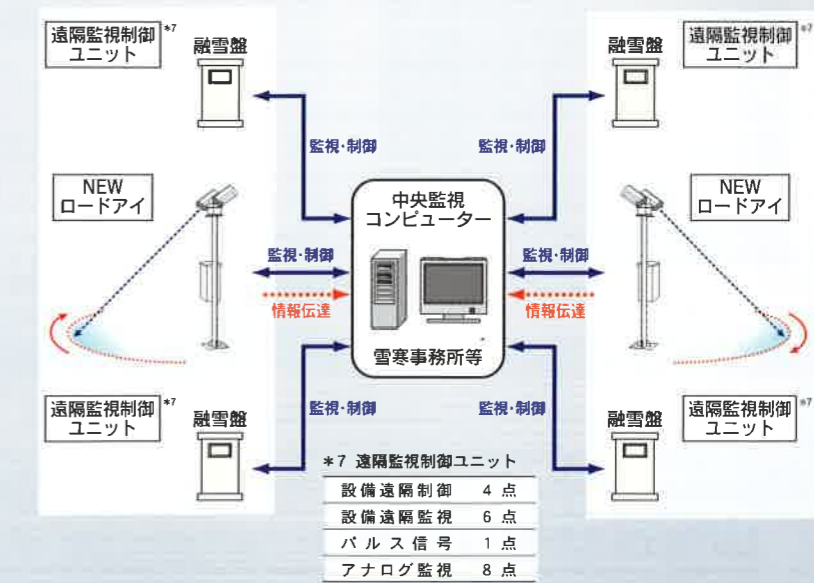 遠隔監視制御 *7
ユニット
融雪盤
融雪盤
遠隔監視制御 *7
ユニット
監視・制御
監視・制御
NEW
ロードアイ
中央監視
コンピューター
NEW
ロードアイ
監視・制御
監視・制御
情報伝達
情報伝達
雪寒事務所等
遠隔監視制御 *7
ユニット
融雪盤
監視・制御
監視・制御
融雪盤
遠隔監視制御 *7
ユニット
*7 遠隔監視制御ユニット
設備遠隔制御 4 点
設備遠隔監視 6 点
パルス信号 1 点
アナログ監視 8 点